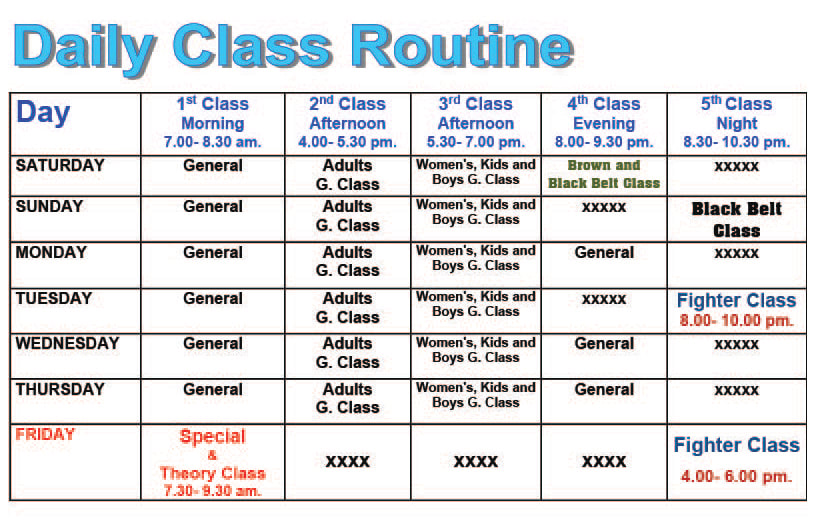 Daily Class Routine
Day
1st Class
Morning
7.00- 8.30 am.
2nd Class
Afternoon
4.00- 5.30 pm.
3rd Class
Afternoon
5.30- 7.00 pm.
4th Class
Evening
8.00- 9.30 pm.
5th Class
Night
8.30- 10.30 pm.
SATURDAY
General
Adults
G. Class
Women's, Kids and
Boys G. Class
Brown and
Black Belt Class
xxxxx
SUNDAY
General
Adults
G. Class
Women's, Kids and
Boys G. Class
xxxxx
Black Belt
Class
MONDAY
General
Adults
G. Class
Women's, Kids and
Boys G. Class
General
xxxxx
TUESDAY
General
Adults
G. Class
Women's, Kids and
Boys G. Class
xxxxx
Fighter Class
8.00- 10.00 pm.
WEDNESDAY
General
Adults
G. Class
Women's, Kids and
Boys G. Class
General
xxxxx
THURSDAY
General
Adults
G. Class
Women's, Kids and
Boys G. Class
General
xxxxx
FRIDAY
Special
&
Theory Class
7.30- 9.30 am.
xxxx
xxxx
xxxx
Fighter Class
4.00- 6.00 pm.